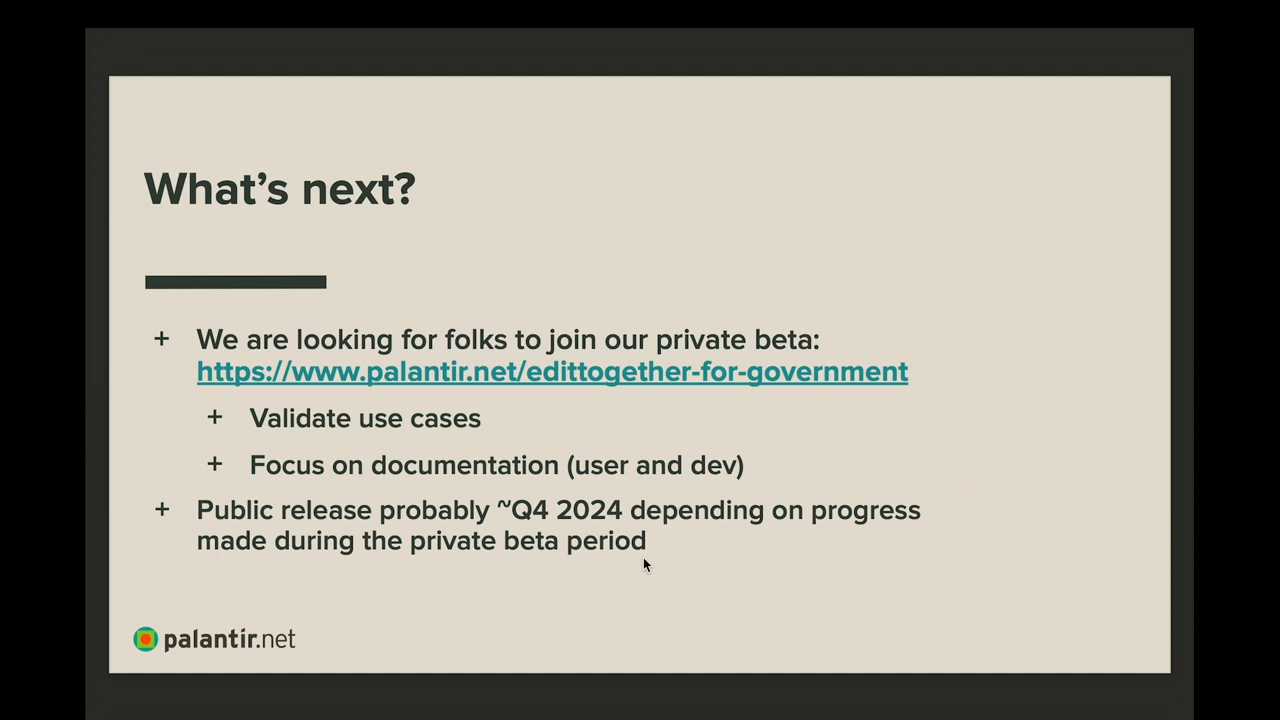 What's next?
+ We are looking for folks to join our private beta:
https://www.palantir.net/edittogether-for-government
+ Validate use cases
+ Focus on documentation (user and dev)
+ Public release probably ~Q4 2024 depending on progress
made during the private beta period
palantir.net